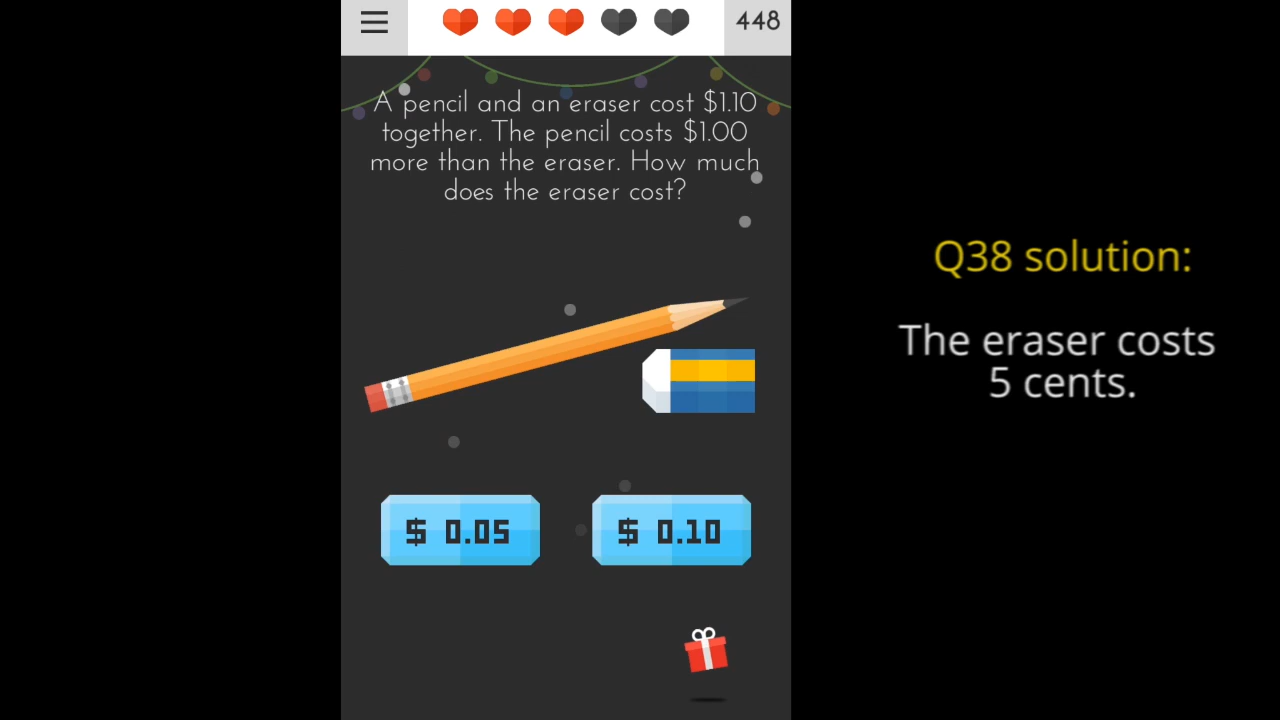 448
A pencil and an eraser cost $1.10
together. The pencil costs $1.00
more than the eraser. How much
does the eraser cost?
$ 0.05
$ 0.10
Q38 solution:
The eraser costs
5 cents.